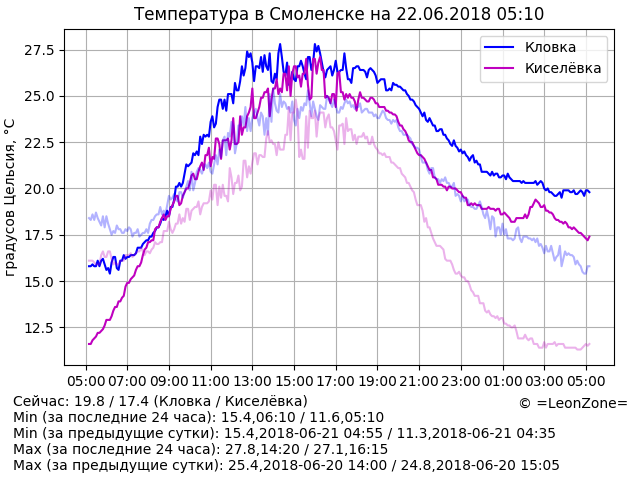 Температура в Смоленске на 22.06.2018 05:10
Кловка
Киселёвка
градусов Цельсия, °C
27.5
25.0
22.5
20.0
17.5
15.0
12.5
05:00 07:00 09:00 11:00 13:00 15:00 17:00 19:00 21:00 23:00 01:00 03:00 05:00
Сейчас: 19.8 / 17.4 (Кловка / Киселёвка)
© =LeonZone=
Min (за последние 24 часа): 15.4,06:10 / 11.6,05:10
Min (за предыдущие сутки): 15.4,2018-06-21 04:55 / 11.3,2018-06-21 04:35
Max (за последние 24 часа): 27.8,14:20 / 27.1,16:15
Max (за предыдущие сутки): 25.4,2018-06-20 14:00 / 24.8,2018-06-20 15:05